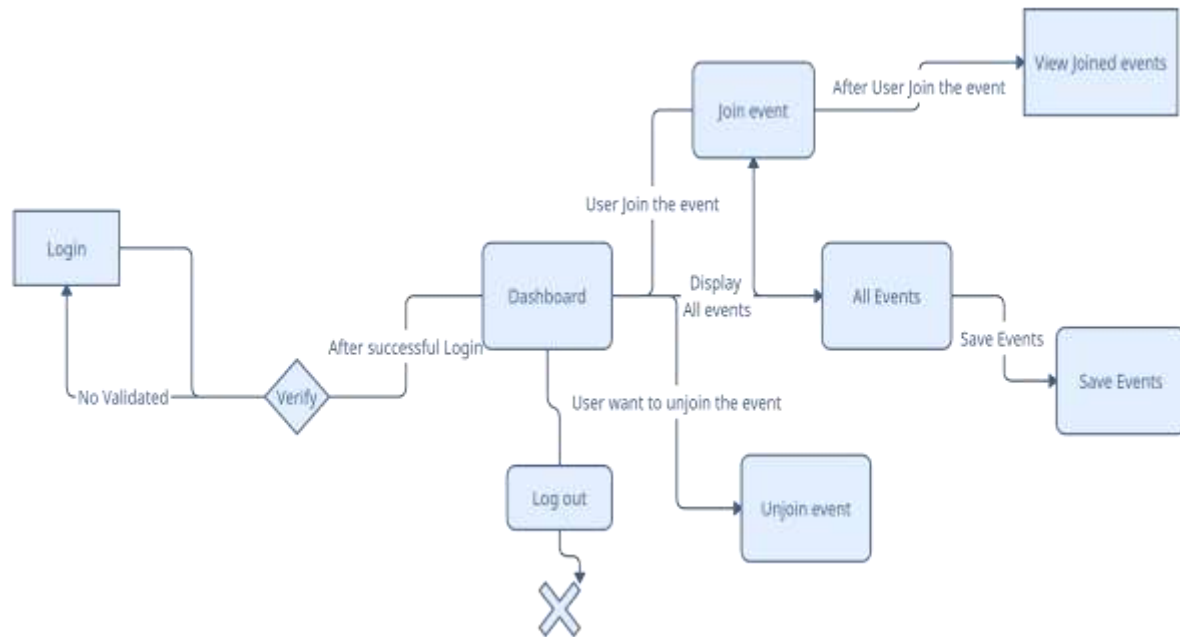 View Joined events
After User Join the event
Join event
User Join the event
Login
Dashboard
Display
All events
All Events
After successful Login
Save Events
Save Events
No Validated
Verify
User want to unjoin the event
Log out
Unjoin event